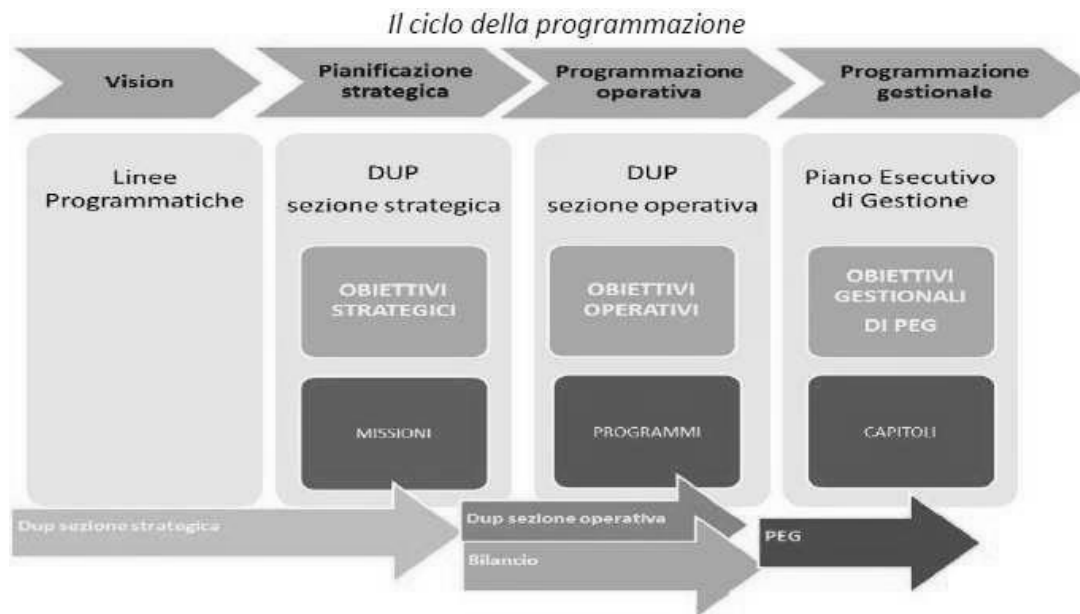 Il ciclo della programmazione
Vision
Pianificazione
strategica
Programmazione
operativa
Programmazione
gestionale
Linee
Programmatiche
DUP
sezione strategica
OBIETTIVI
STRATEGICI
MISSIONI
DUP
sezione operativa
OBIETTIVI
OPERATIVI
PROGRAMMI
Piano Esecutivo
di Gestione
OBIETTIVI
GESTIONALI
DI PEG
CAPITOLI
Dup sezione strategica
Dup sezione operativa
Bilancio
PEG